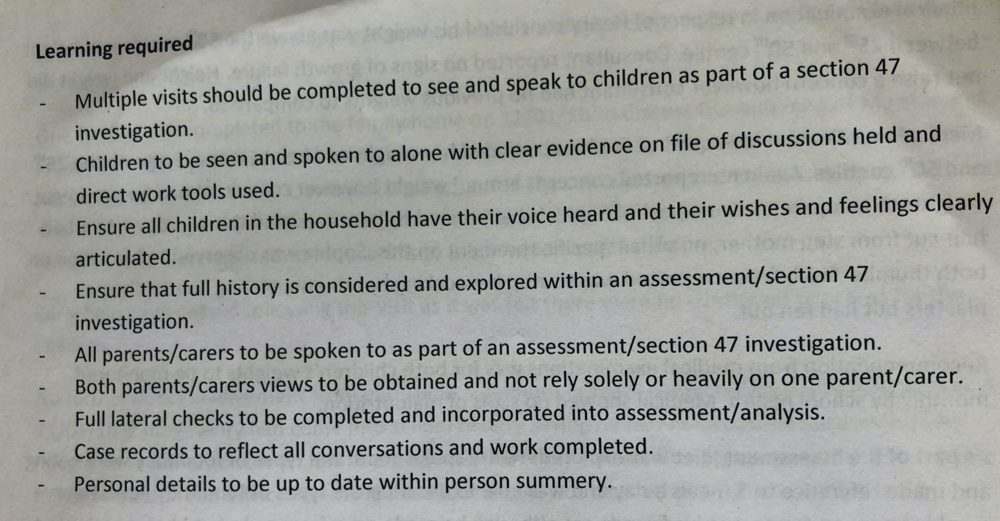 Learning required
- Multiple visits should be completed to see and speak to children as part of a section 47
investigation.
- Children to be seen and spoken to alone with clear evidence on file of discussions held and
direct work tools used.
- Ensure all children in the household have their voice heard and their wishes and feelings clearly
articulated.
- Ensure that full history is considered and explored within an assessment/section 47
investigation.
- All parents/carers to be spoken to as part of an assessment/section 47 investigation.
- Both parents/carers views to be obtained and not rely solely or heavily on one parent/carer.
- Full lateral checks to be completed and incorporated into assessment/analysis.
- Case records to reflect all conversations and work completed.
- Personal details to be up to date within person summery.